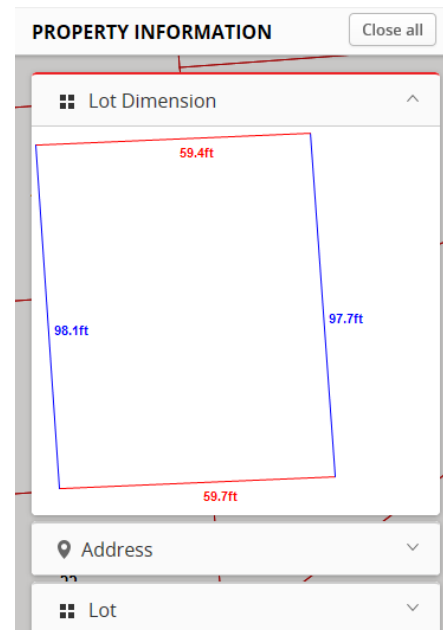 PROPERTY INFORMATION
Close all
Lot Dimension
59.4ft
98.1ft
97.7ft
59.7ft
Address
Lot